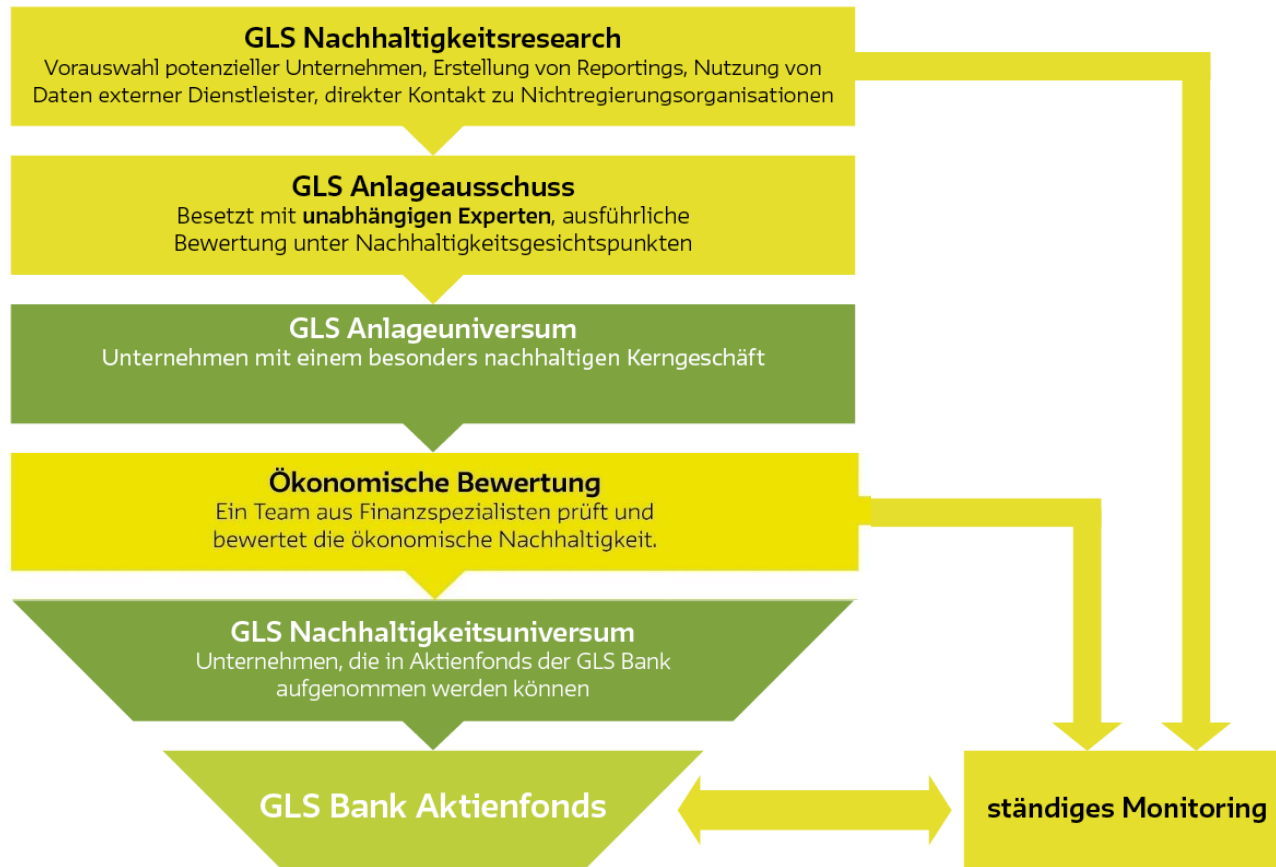 GLS Nachhaltigkeitsresearch
Vorauswahl potenzieller Unternehmen, Erstellung von Reportings, Nutzung von
Daten externer Dienstleister, direkter Kontakt zu Nichtregierungsorganisationen
GLS Anlageausschuss
Besetzt mit unabhängigen Experten, ausführliche
Bewertung unter Nachhaltigkeitsgesichtspunkten
GLS Anlageuniversum
Unternehmen mit einem besonders nachhaltigen Kerngeschäft
Ökonomische Bewertung
Ein Team aus Finanzspezialisten prüft und
bewertet die ökonomische Nachhaltigkeit.
GLS Nachhaltigkeitsuniversum
Unternehmen, die in Aktienfonds der GLS Bank
aufgenommen werden können
GLS Bank Aktienfonds
ständiges Monitoring